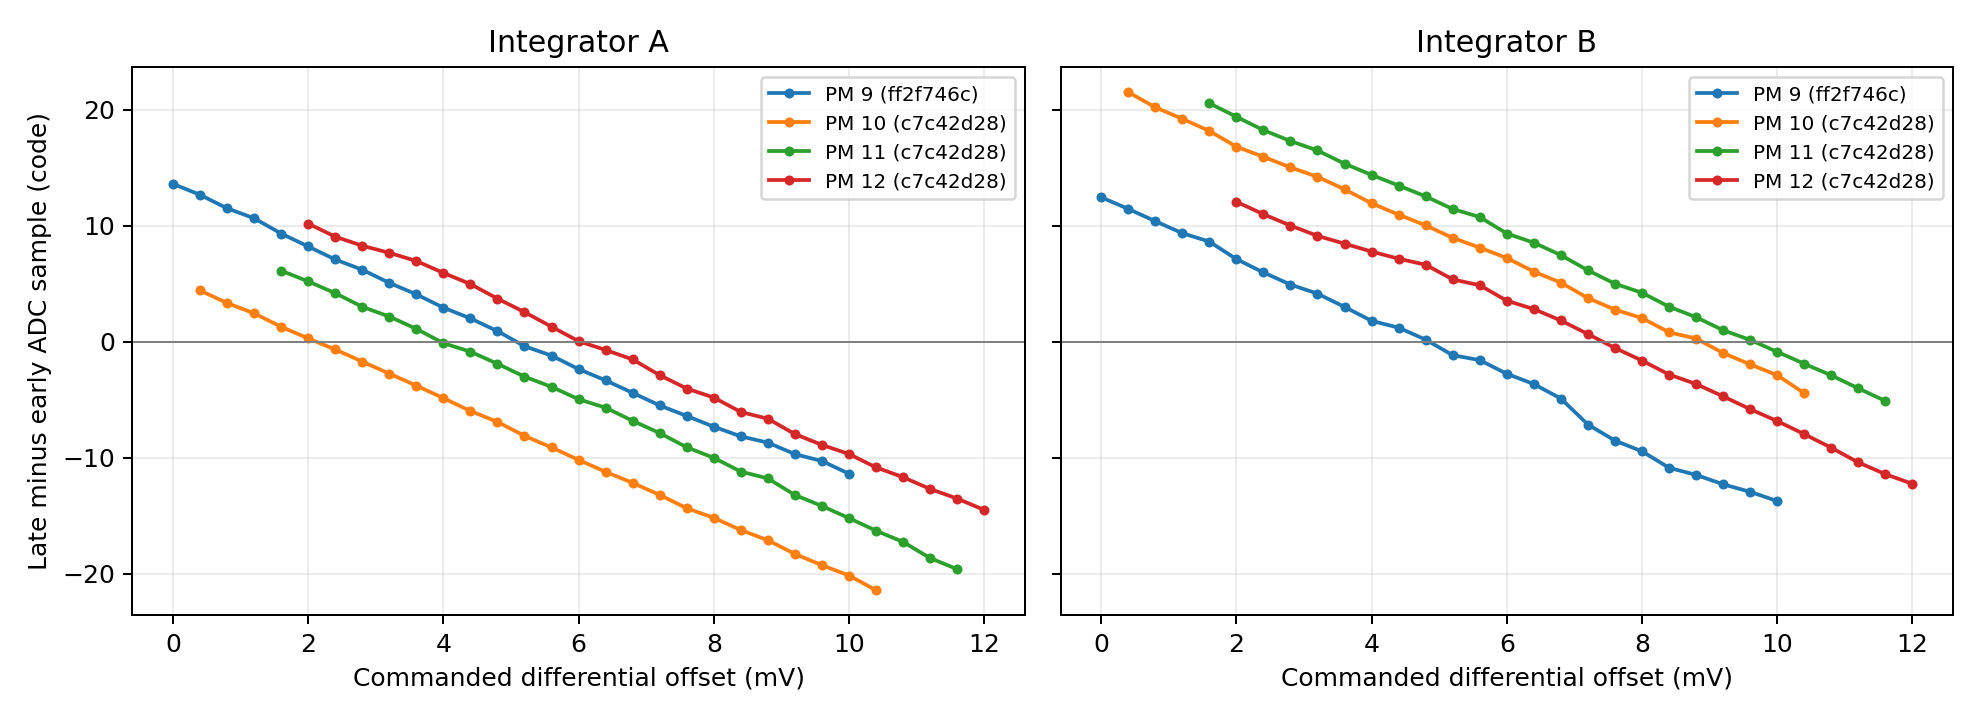 Integrator A
Late minus early ADC sample (code)
20
10
0
−10
−20
PM 9 (ff2f746c)
PM 10 (c7c42d28)
PM 11 (c7c42d28)
PM 12 (c7c42d28)
0 2 4 6 8 10 12
Commanded differential offset (mV)
Integrator B
PM 9 (ff2f746c)
PM 10 (c7c42d28)
PM 11 (c7c42d28)
PM 12 (c7c42d28)
0 2 4 6 8 10 12
Commanded differential offset (mV)